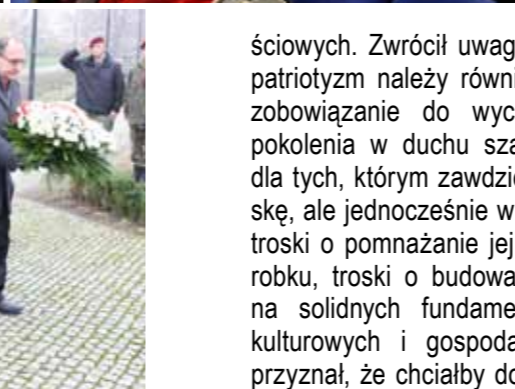 ściowych. Zwrócił uwag
patriotyzm należy równi
zobowiązanie do wyc
pokolenia w duchu sza
dla tych, którym zawdzi
skę, ale jednocześnie w
troski o pomnażanie jej
robku, troski o budowa
na solidnych fundame
kulturowych i gospoda
przyznał, że chciałby do